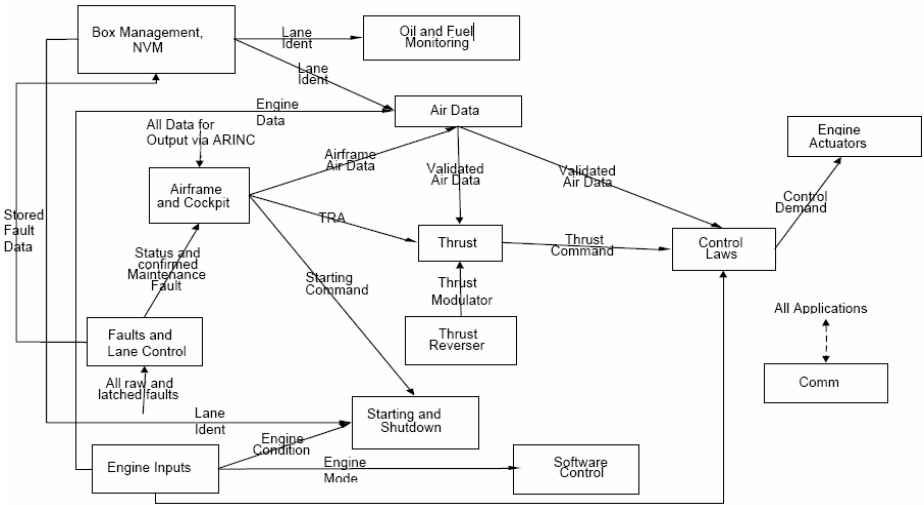 Box Management,
NVM
Lane
Ident
Oil and Fuel
Monitoring
Lane
Ident
Engine
Data
Air Data
All Data for
Output via ARINC
Engine
Actuators
Airframe
Air Data
Validated
Air Data
Validated
Air Data
Airframe
and Cockpit
Control
Demand
Stored
Fault
Data
TRA
Thrust
Thrust
Command
Control
Laws
Status and
confirmed
Maintenance
Fault
Starting
Command
Thrust
Modulator
All Applications
Faults and
Lane Control
Thrust
Reverser
All raw and
latched faults
Comm
Lane
Ident
Starting and
Shutdown
Engine
Condition
Engine Inputs
Engine
Mode
Software
Control